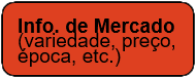 Info. de Mercado
(variedade, preço,
época, etc.)